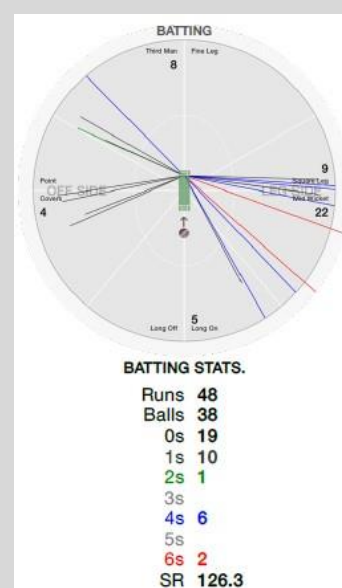 BATTING
Third Man Fine Leg
8
9
Point Square Leg
OFF SIDE LEG SIDE
Covers Mid Wicket
4 22
5
Long Off Long On
BATTING STATS.
Runs 48
Balls 38
0s 19
1s 10
2s 1
3s
4s 6
5s
6s 2
SR 126.3